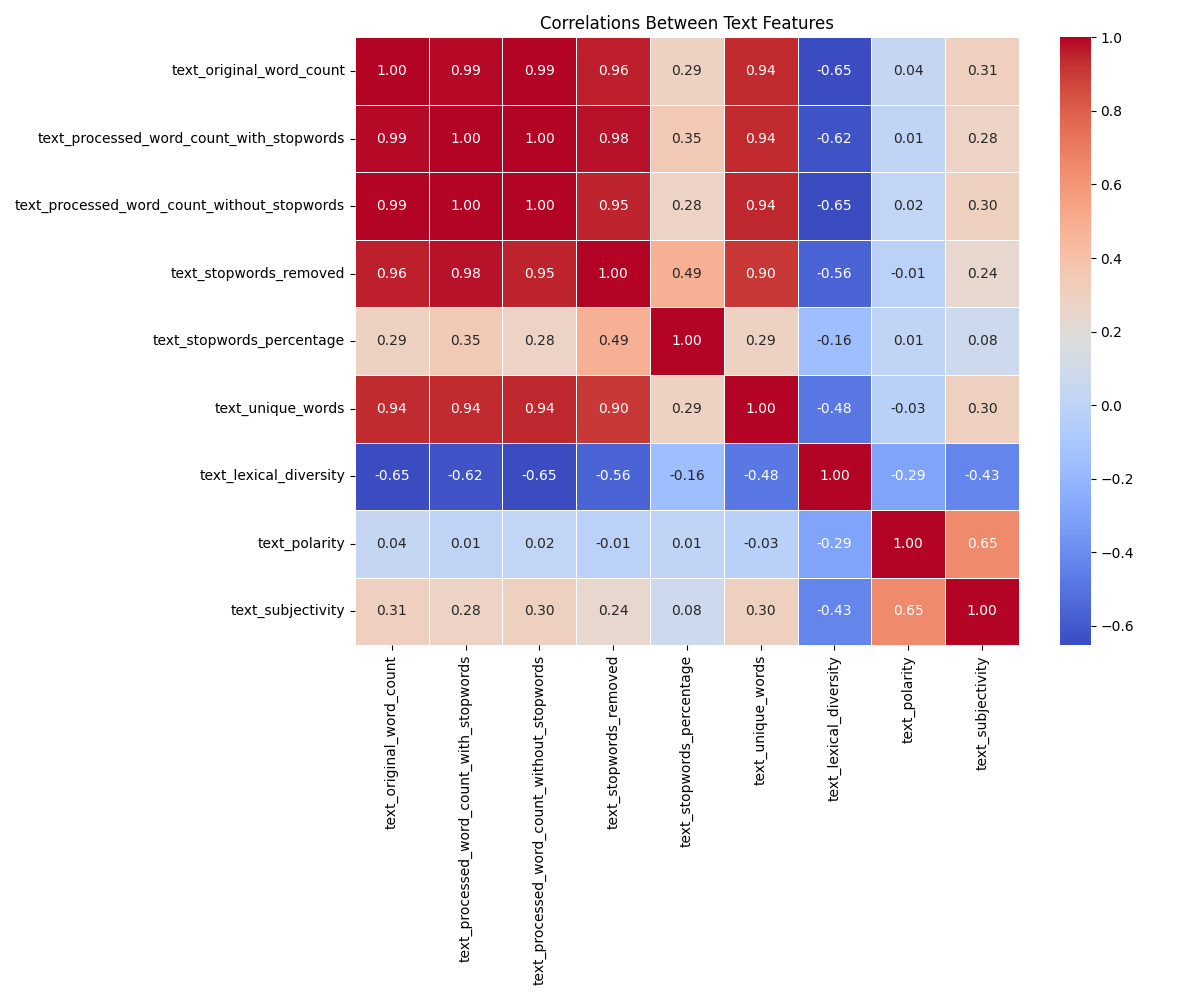 Correlations Between Text Features
text_original_word_count 1.00 0.99 0.99 0.96 0.29 0.94 -0.65 0.04 0.31
text_processed_word_count_with_stopwords 0.99 1.00 1.00 0.98 0.35 0.94 -0.62 0.01 0.28
text_processed_word_count_without_stopwords 0.99 1.00 1.00 0.95 0.28 0.94 -0.65 0.02 0.30
text_stopwords_removed 0.96 0.98 0.95 1.00 0.49 0.90 -0.56 -0.01 0.24
text_stopwords_percentage 0.29 0.35 0.28 0.49 1.00 0.29 -0.16 0.01 0.08
text_unique_words 0.94 0.94 0.94 0.90 0.29 1.00 -0.48 -0.03 0.30
text_lexical_diversity -0.65 -0.62 -0.65 -0.56 -0.16 -0.48 1.00 -0.29 -0.43
text_polarity 0.04 0.01 0.02 -0.01 0.01 -0.03 -0.29 1.00 0.65
text_subjectivity 0.31 0.28 0.30 0.24 0.08 0.30 -0.43 0.65 1.00
text_original_word_count
text_processed_word_count_with_stopwords
text_processed_word_count_without_stopwords
text_stopwords_removed
text_stopwords_percentage
text_unique_words
text_lexical_diversity
text_polarity
text_subjectivity
1.0
0.8
0.6
0.4
0.2
0.0
−0.2
−0.4
−0.6